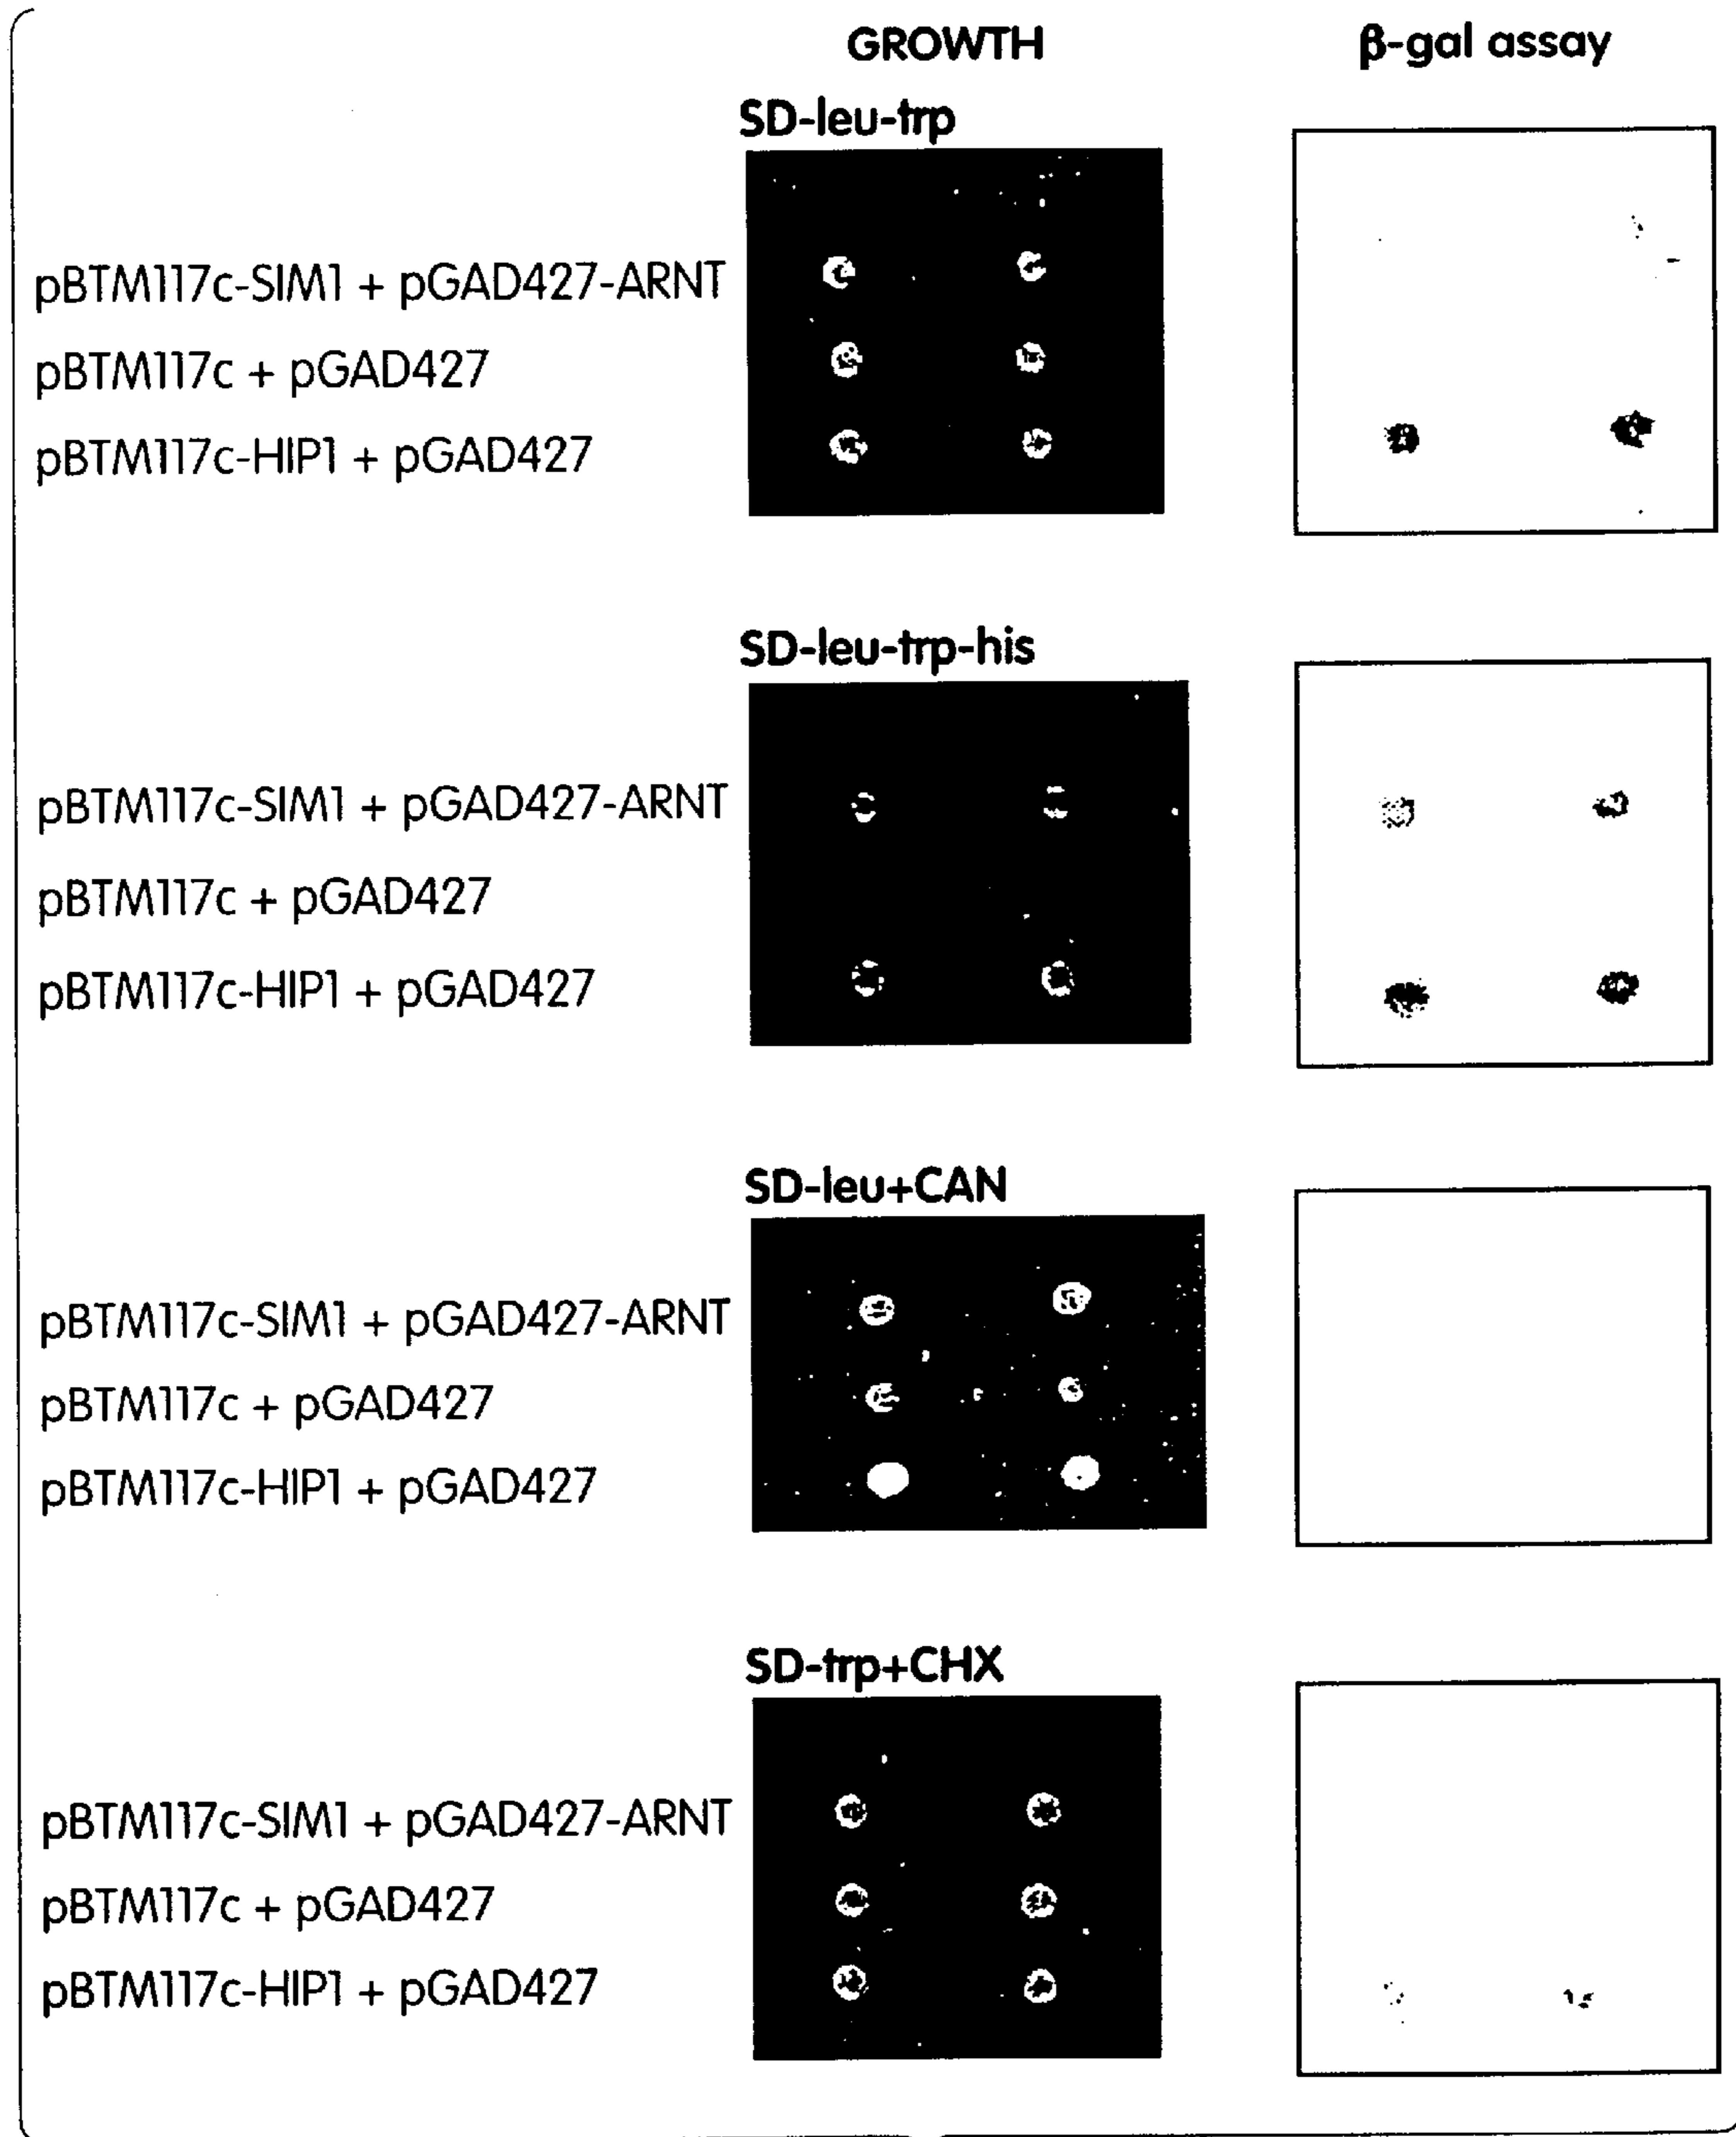 GROWTH β-gal assay
SD-leu-trp
pBTM117c-SIM1 + pGAD427-ARNT
pBTM117c + pGAD427
pBTM117c-HIP1 + pGAD427
SD-leu-trp-his
pBTM117c-SIM1 + pGAD427-ARNT
pBTM117c + pGAD427
pBTM117c-HIP1 + pGAD427
SD-leu+CAN
pBTM117c-SIM1 + pGAD427-ARNT
pBTM117c + pGAD427
pBTM117c-HIP1 + pGAD427
SD-trp+CHX
pBTM117c-SIM1 + pGAD427-ARNT
pBTM117c + pGAD427
pBTM117c-HIP1 + pGAD427